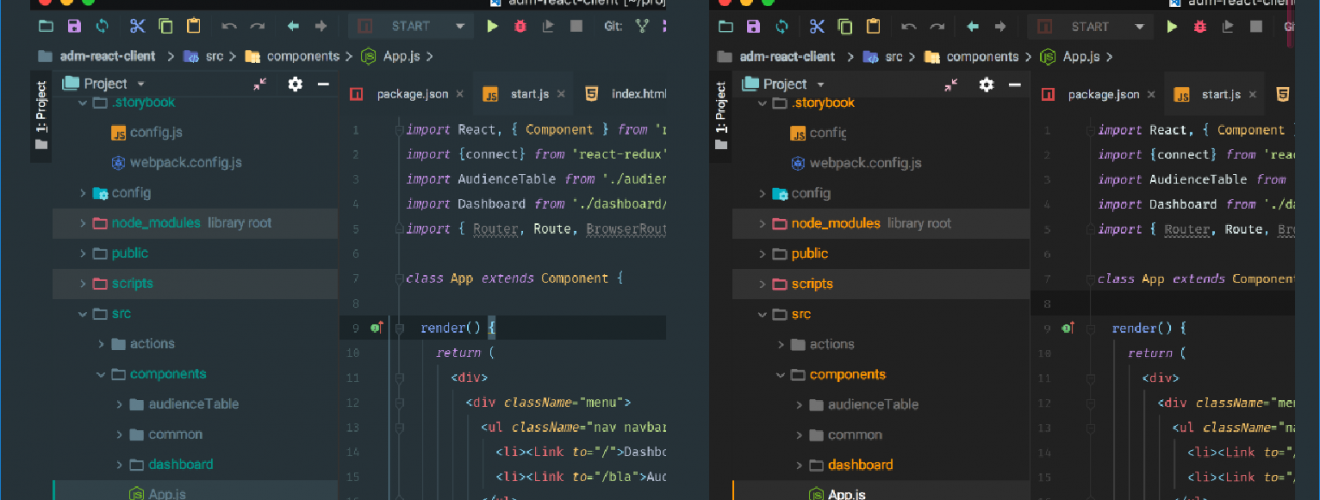 adm-react-client [~/proj
START
Git:
adm-react-client > src > components > App.js >
1: Project
Project
.storybook
config.js
webpack.config.js
config
node_modules library root
public
scripts
src
actions
components
audienceTable
common
dashboard
App.js
package.json × start.js × index.html
1 import React, { Component } from 'r
2 import {connect} from 'react-redux'
3 import AudienceTable from './audien
4 import Dashboard from './dashboard/
5 import { Router, Route, BrowserRout
6
7 class App extends Component {
8
9 render() {
10 return (
11 <div>
12 <div className="menu">
13 <ul className="nav navbar
14 <li><Link to="/">Dashbo
15 <li><Link to="/bla">Aud
16 </ul>
adm-react-client
START
adm-react-client > src > components > App.js >
1: Project
Project
.storybook
config
webpack.config.js
config
node_modules library root
public
scripts
src
actions
components
audienceTable
common
dashboard
App.js
package.json × start.js ×
1 import React, { Component }
2 import {connect} from 'reac
3 import AudienceTable from
4 import Dashboard from './da
5 import { Router, Route, Bro
6
7 class App extends Component
8
9 render() {
10 return (
11 <div>
12 <div className="men
13 <ul className="na
14 <li><Link to="/
15 <li><Link to="/
16 </ul>